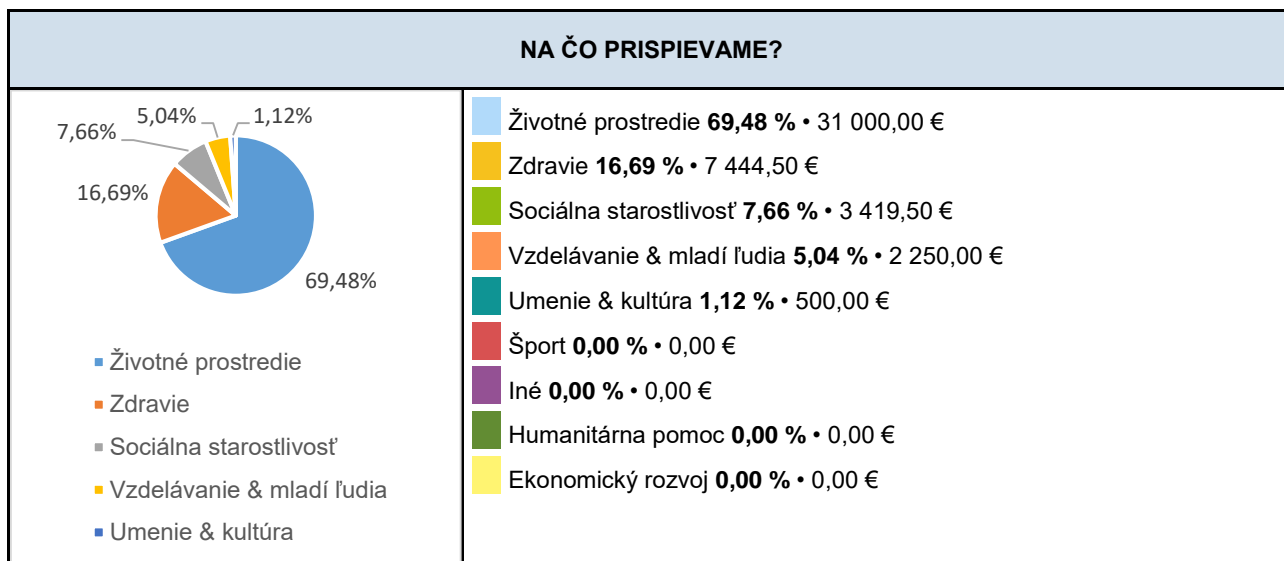 NA ČO PRISPIEVAME?
5,04%
1,12%
7,66%
16,69%
69,48%
▪ Životné prostredie
▪ Zdravie
▪ Sociálna starostlivosť
▪ Vzdelávanie & mladí ľudia
▪ Umenie & kultúra
Životné prostredie 69,48 % • 31 000,00 €
Zdravie 16,69 % • 7 444,50 €
Sociálna starostlivosť 7,66 % • 3 419,50 €
Vzdelávanie & mladí ľudia 5,04 % • 2 250,00 €
Umenie & kultúra 1,12 % • 500,00 €
Šport 0,00 % • 0,00 €
Iné 0,00 % • 0,00 €
Humanitárna pomoc 0,00 % • 0,00 €
Ekonomický rozvoj 0,00 % • 0,00 €